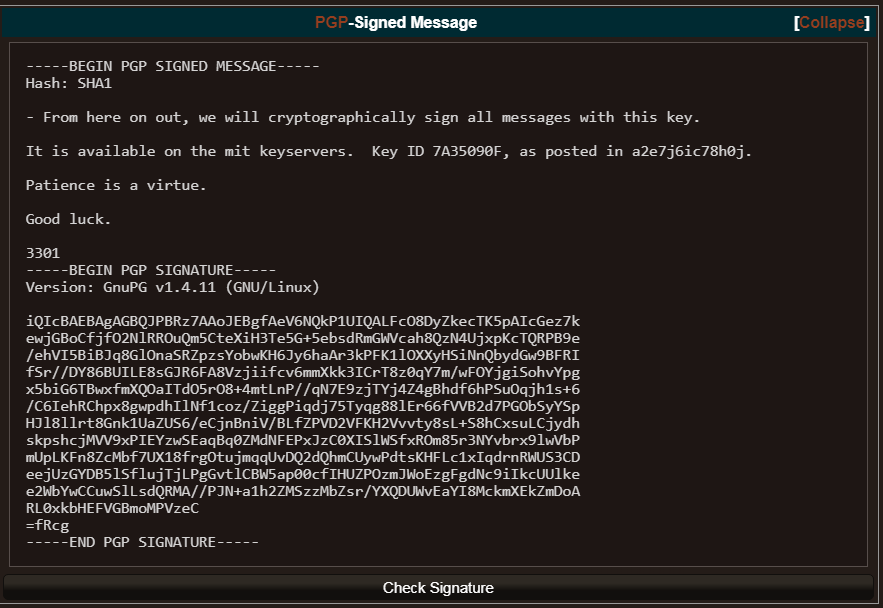 PGP-Signed Message [Collapse]
-----BEGIN PGP SIGNED MESSAGE-----
Hash: SHA1
- From here on out, we will cryptographically sign all messages with this key.
It is available on the mit keyservers.  Key ID 7A35090F, as posted in a2e7j6ic78h0j.
Patience is a virtue.
Good luck.
3301
-----BEGIN PGP SIGNATURE-----
Version: GnuPG v1.4.11 (GNU/Linux)
iQIcBAEBAgAGBQJPBRz7AAoJEBgfAeV6NQkP1UIQALFcO8DyZkecTK5pAIcGez7k
ewjGBoCfjfO2NlRROuQm5CteXiH3Te5G+5ebsdRmGWVcah8QzN4UjxpKcTQRPB9e
/ehVI5BiBJq8GlOnaSRZpzsYobwKH6Jy6haAr3kPFK1lOXXyHSiNnQbydGw9BFRI
fSr//DY86BUILE8sGJR6FA8Vzjiifcv6mmXkk3ICrT8z0qY7m/wFOYjgiSohvYpg
x5biG6TBwxfmXQOaITdO5rO8+4mtLnP//qN7E9zjTYj4Z4gBhdf6hPSuOqjh1s+6
/C6IehRChpx8gwpdhIlNf1coz/ZiggPiqdj75Tyqg88lEr66fVVB2d7PGObSyYSp
HJl8llrt8Gnk1UaZUS6/eCjnBniV/BLfZPVD2VFKH2Vvvty8sL+S8hCxsuLCjydh
skpshcjMVV9xPIEYzwSEaqBq0ZMdNFEPxJzC0XISlWSfxROm85r3NYvbrx9lwVbP
mUpLKFn8ZcMbf7UX18frgOtujmqqUvDQ2dQhmCUywPdtsKHFLc1xIqdrnRWUS3CD
eejUzGYDB5lSflujTjLPgGvtlCBW5ap00cfIHUZPOzmJWoEzgFgdNc9iIkcUUlke
e2WbYwCCuwSlLsdQRMA//PJN+a1h2ZMSzzMbZsr/YXQDUWvEaYI8MckmXEkZmDoA
RL0xkbHEFVGBmoMPVzeC
=fRcg
-----END PGP SIGNATURE-----
Check Signature